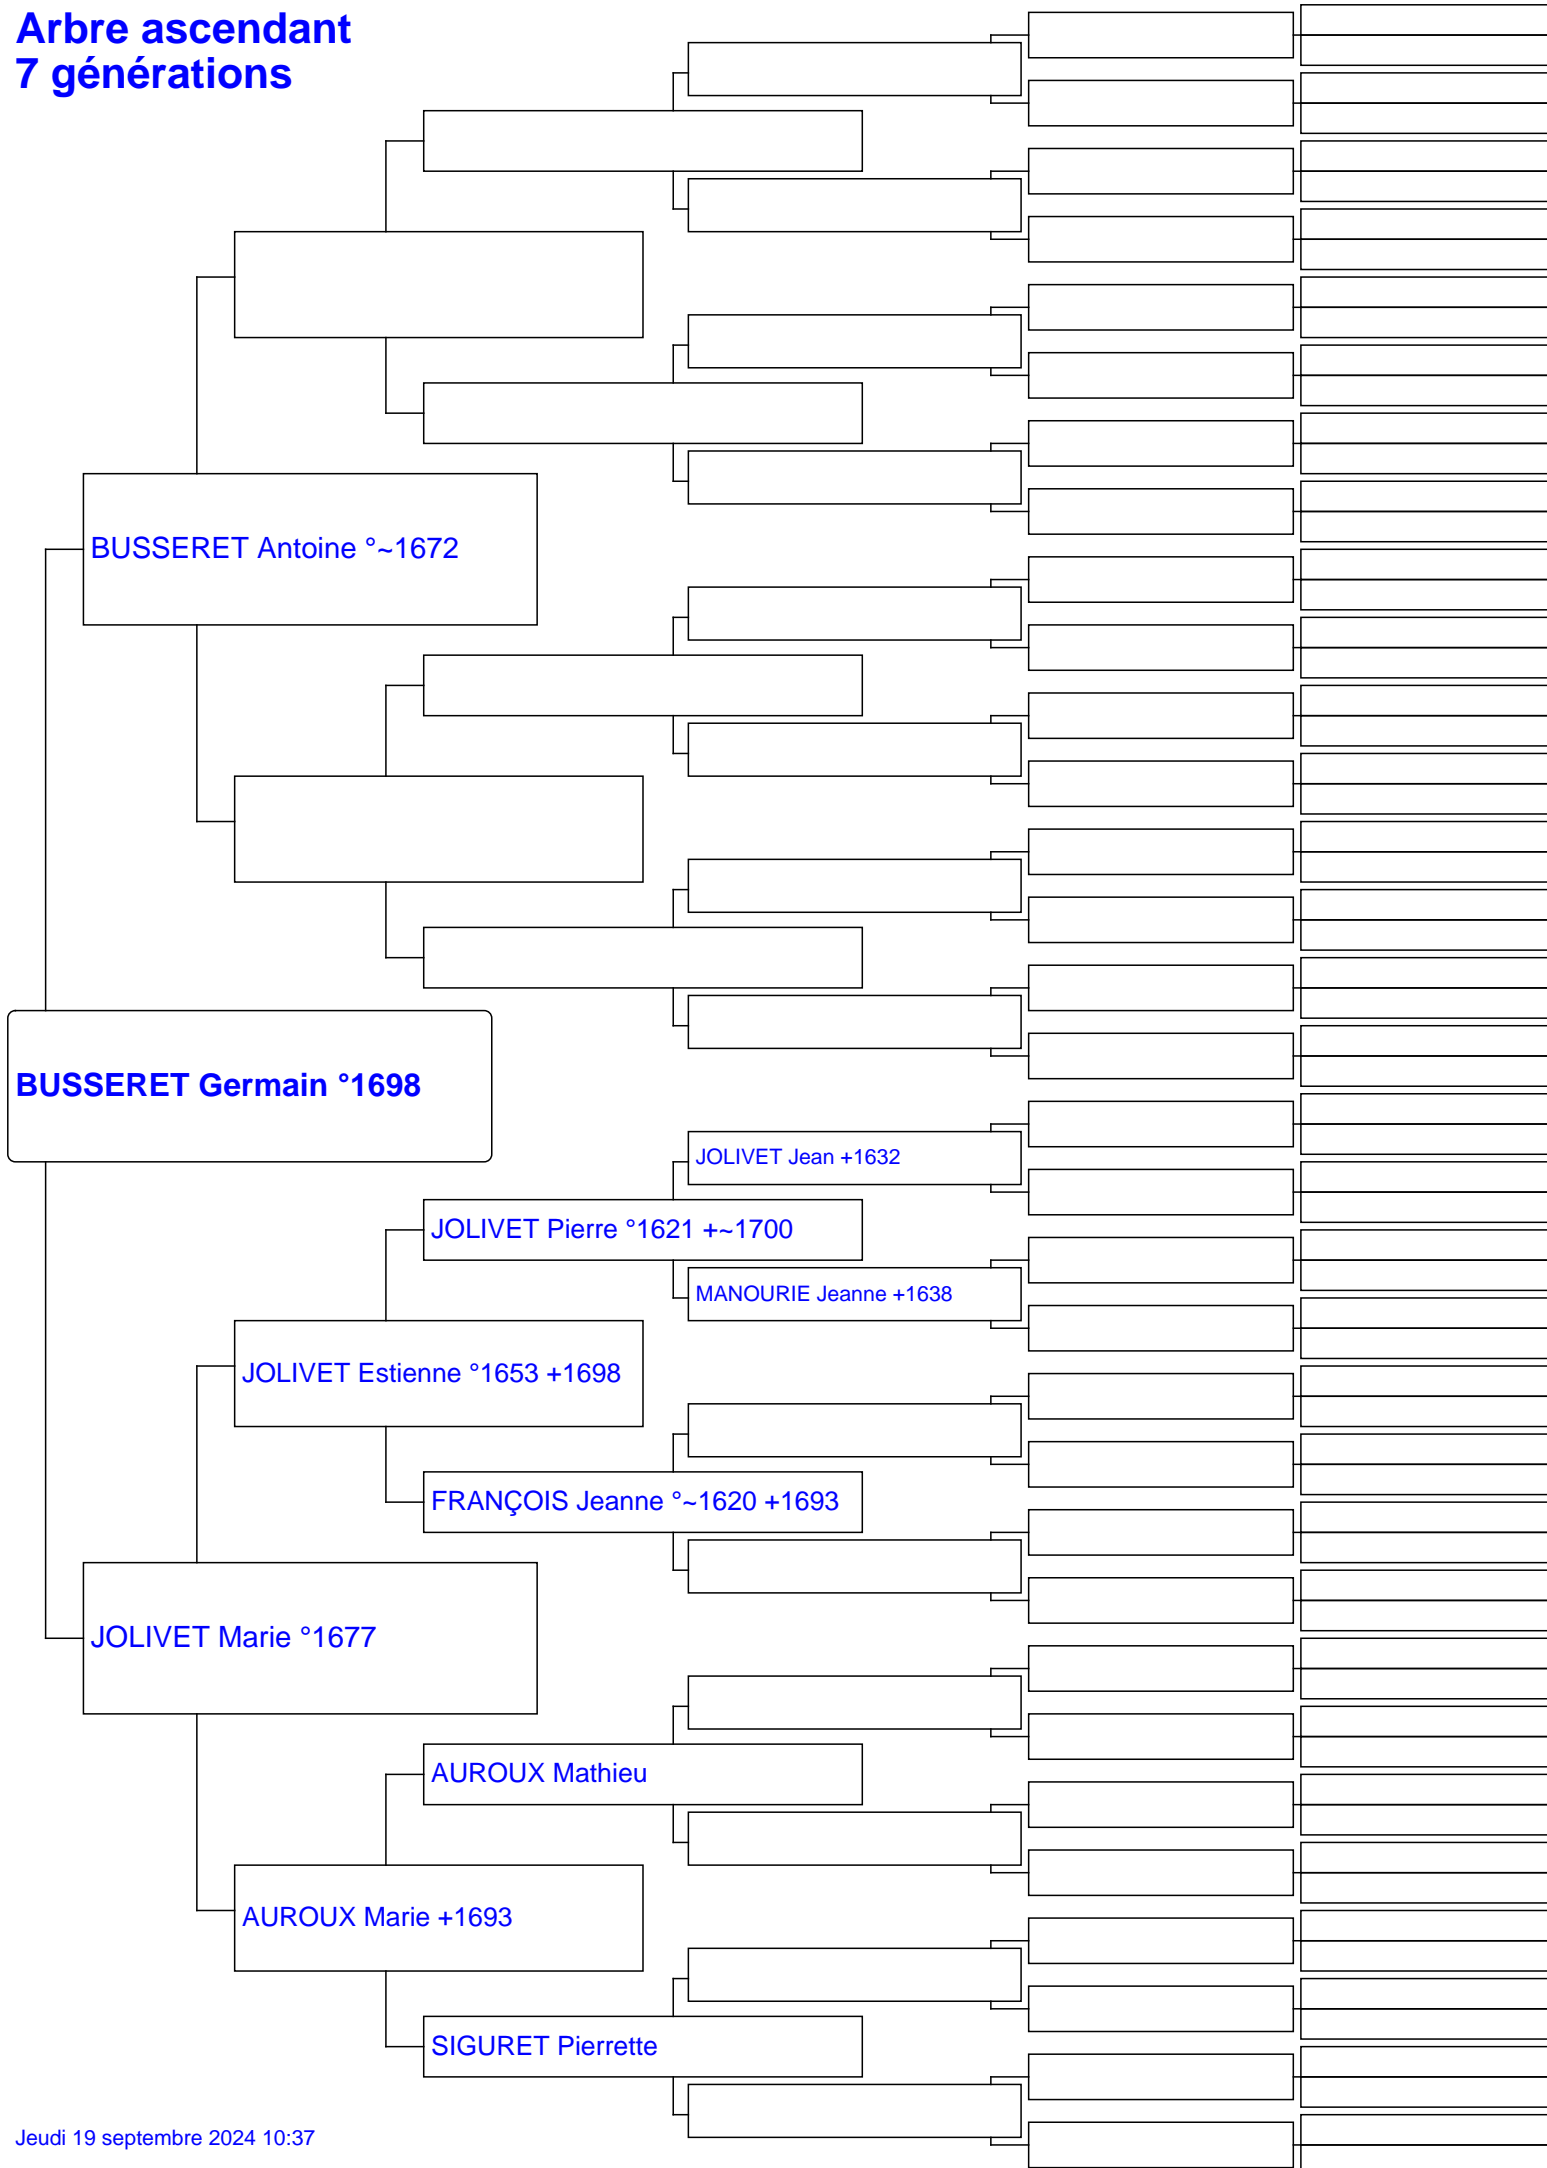 Arbre ascendant
7 générations
BUSSERET Antoine °~1672
BUSSERET Germain °1698
JOLIVET Jean +1632
JOLIVET Pierre °1621 +~1700
MANOURIE Jeanne +1638
JOLIVET Estienne °1653 +1698
FRANÇOIS Jeanne °~1620 +1693
JOLIVET Marie °1677
AUROUX Mathieu
AUROUX Marie +1693
SIGURET Pierrette
Jeudi 19 septembre 2024 10:37